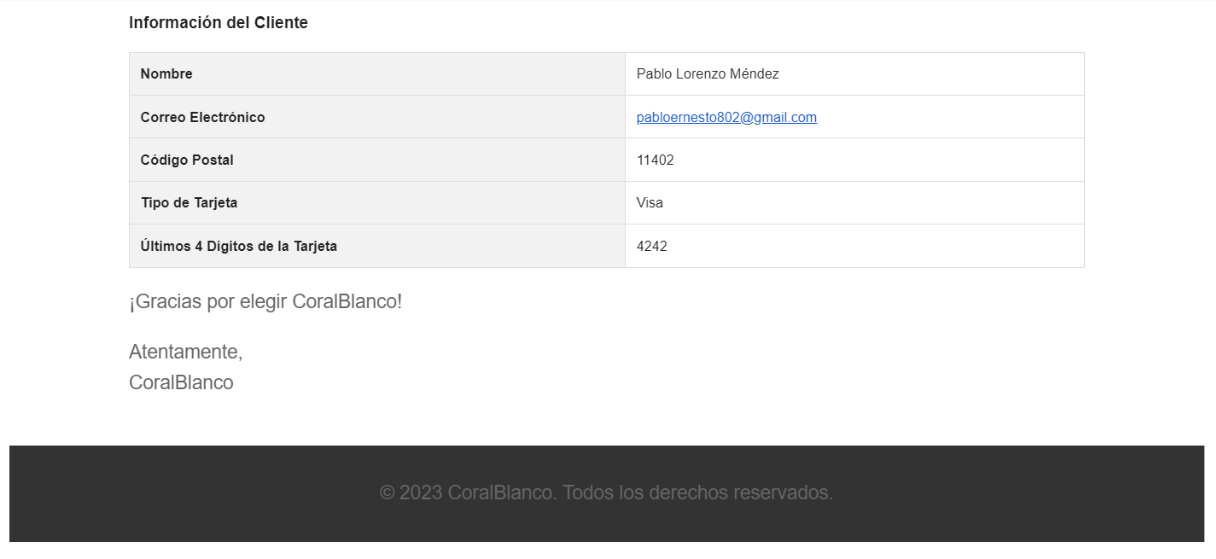 Información del Cliente
Nombre Pablo Lorenzo Méndez
Correo Electrónico pabloernesto802@gmail.com
Código Postal 11402
Tipo de Tarjeta Visa
Últimos 4 Dígitos de la Tarjeta 4242
¡Gracias por elegir CoralBlanco!
Atentamente,
CoralBlanco
© 2023 CoralBlanco. Todos los derechos reservados.